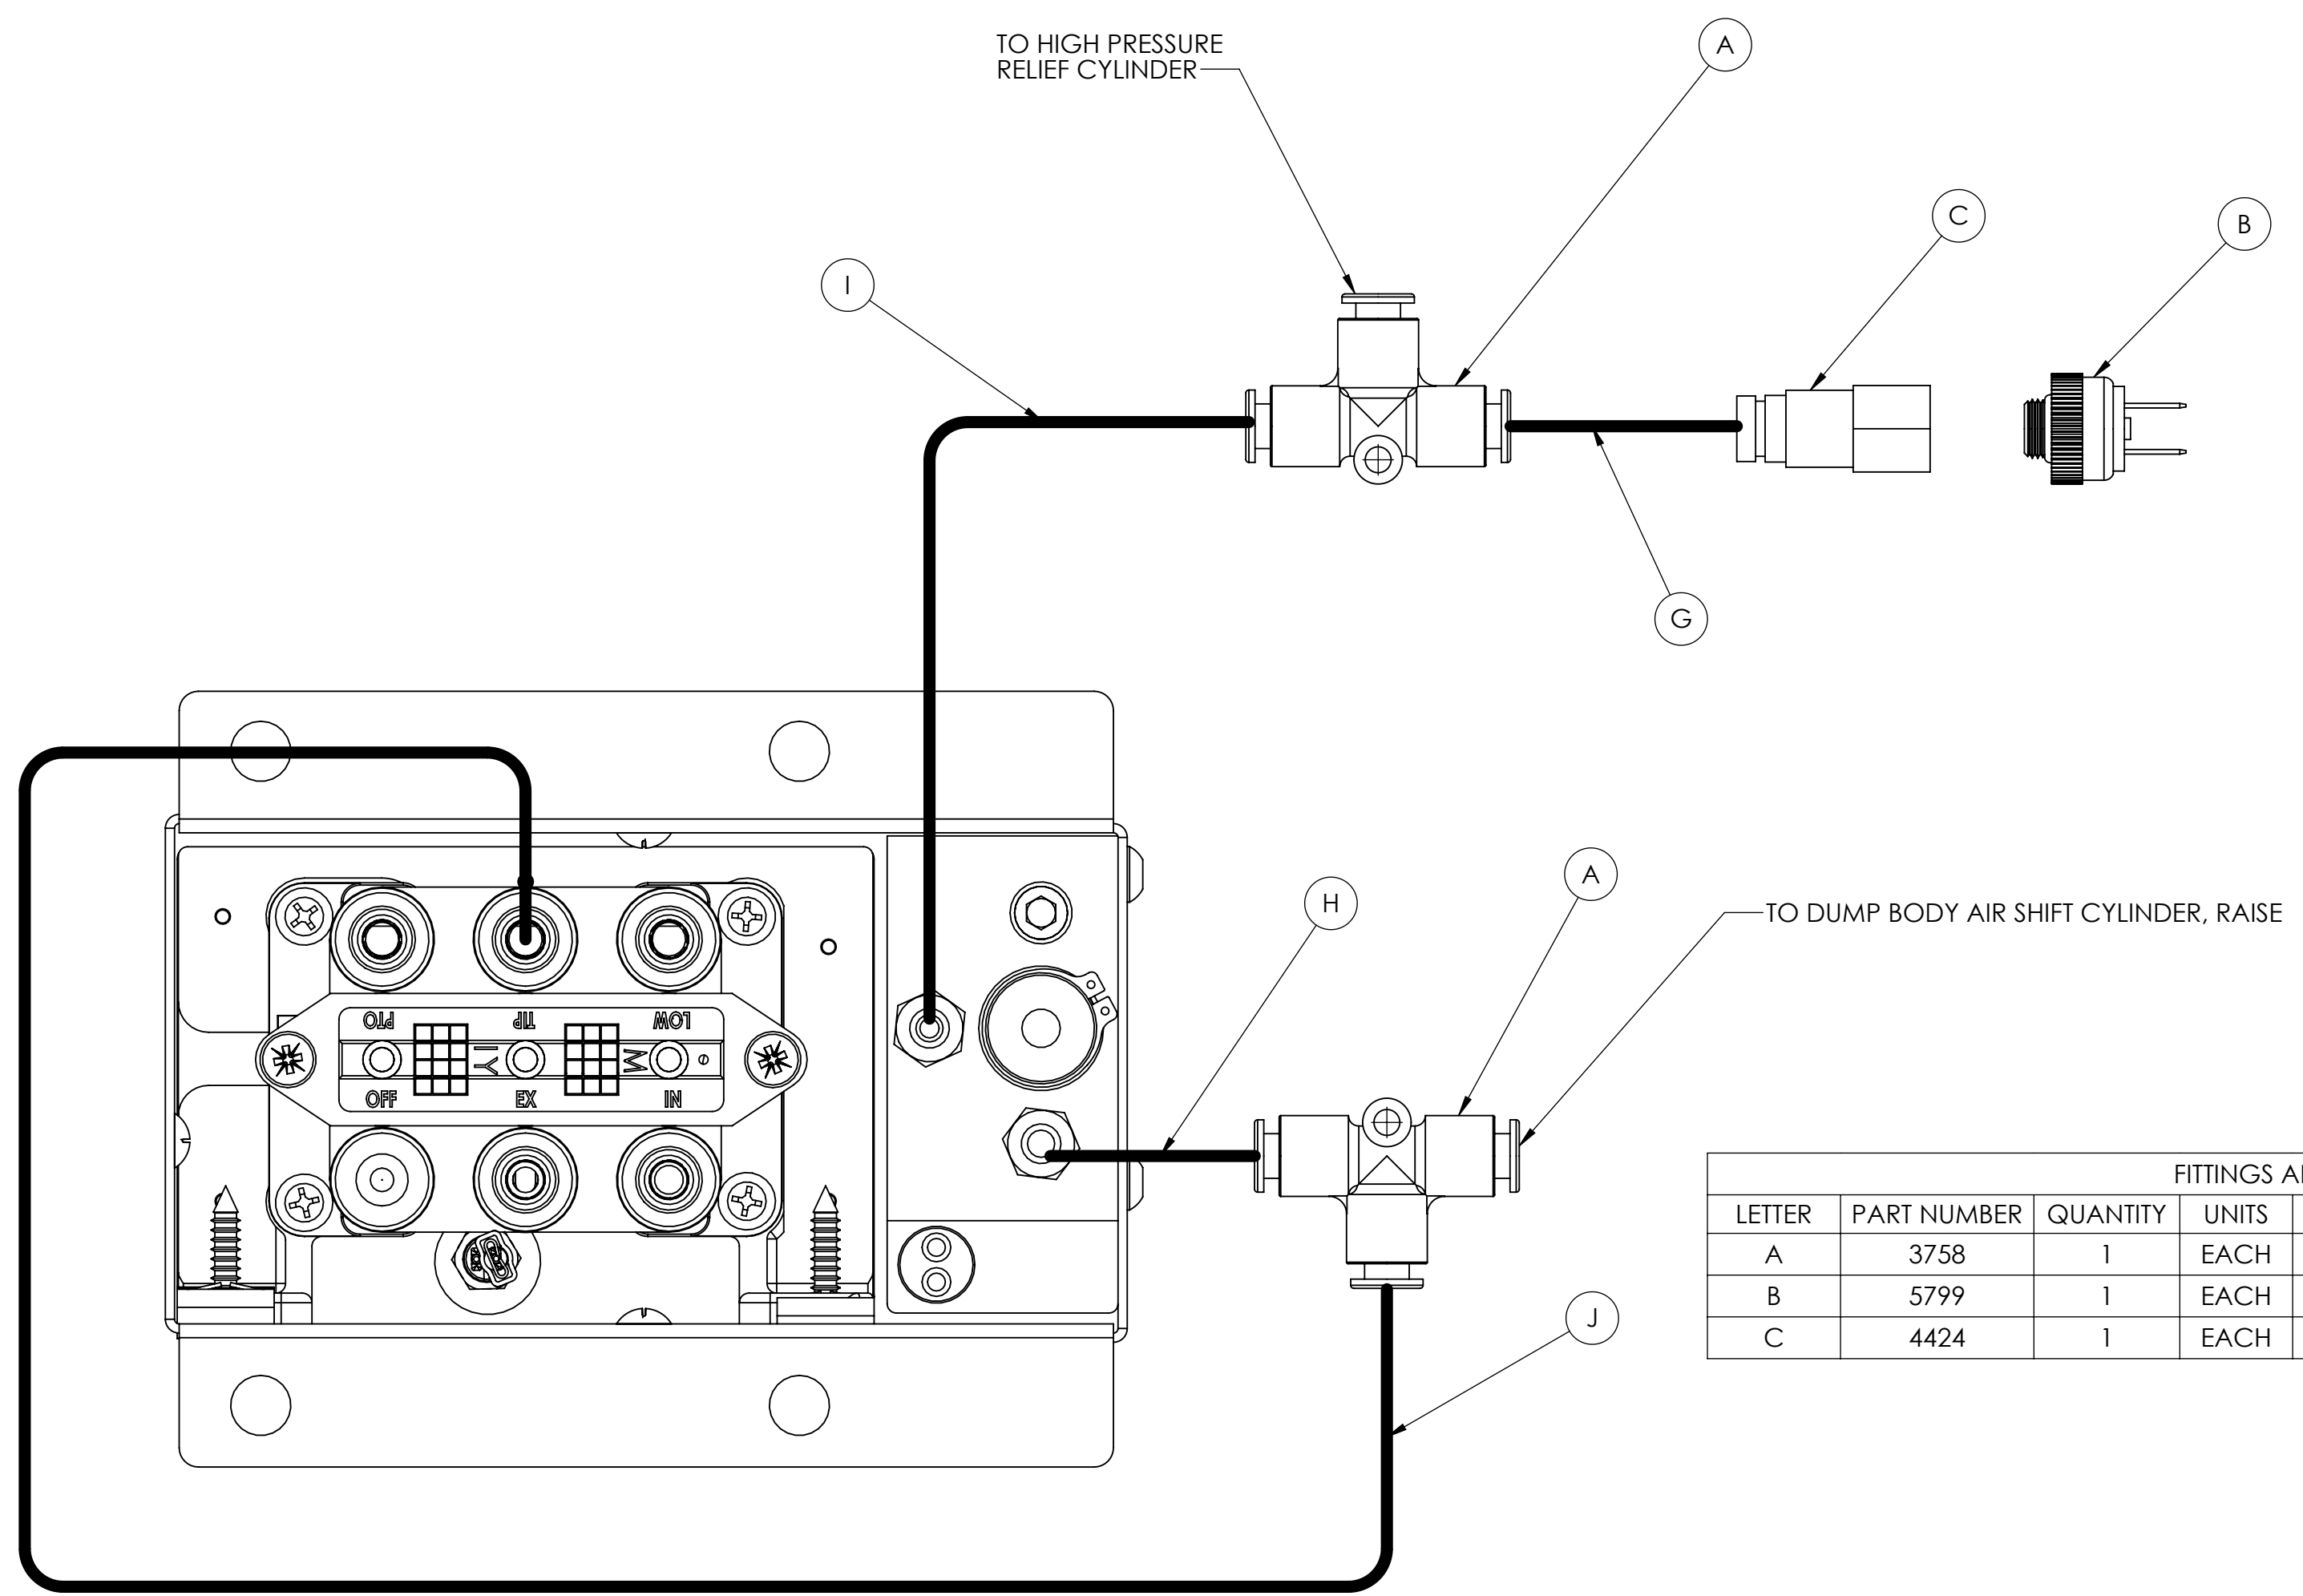 TO HIGH PRESSURE
RELIEF CYLINDER
A
C
B
I
G
H
A
TO DUMP BODY AIR SHIFT CYLINDER, RAISE
J
PTO TIP LOW
OFF EX IN
FITTINGS
LETTER PART NUMBER QUANTITY UNITS
A 3758 1 EACH
B 5799 1 EACH
C 4424 1 EACH